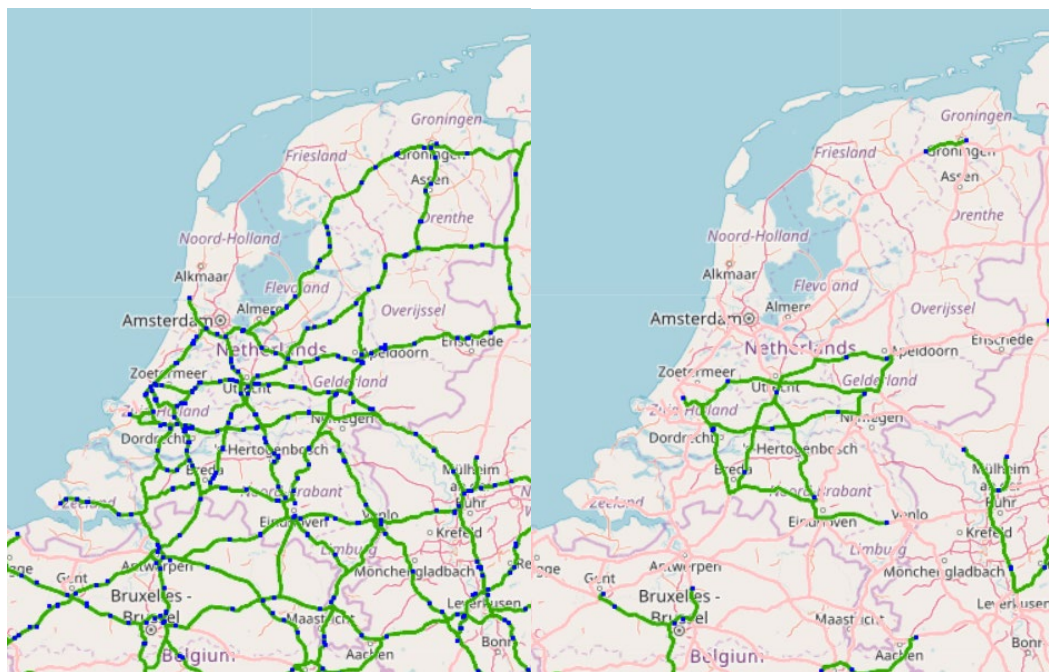 Groningen
Friesland
Groningen
Assen
Drenthe
Noord-Holland
Alkmaar
Flevoland
Almere
Overijssel
Amsterdam
Netherlands
Apeldoorn
Enschede
Zoetermeer
Utrecht
Gelderland
Zuid-Holland
Nijmegen
Dordrecht
's-Hertogenbosch
Breda
Mülheim
an der
Ruhr
Zeeland
Noord-Brabant
Eindhoven
Venlo
Krefeld
Limburg
Antwerpen
Gent
Mönchengladbach
Bruxelles -
Brussel
Leverkusen
Maastricht
Aachen
Bonn
Belgium
Groningen
Friesland
Groningen
Assen
Drenthe
Noord-Holland
Alkmaar
Flevoland
Almere
Overijssel
Amsterdam
Netherlands
Apeldoorn
Enschede
Zoetermeer
Utrecht
Gelderland
Zuid-Holland
Nijmegen
Dordrecht
's-Hertogenbosch
Breda
Mülheim
Ruhr
Zeeland
Noord-Brabant
Eindhoven
Venlo
Krefeld
Limburg
Antwerpen
Gent
Mönchengladbach
Bruxelles -
Brussel
Leverkusen
Maastricht
Aachen
Bonn
Belgium